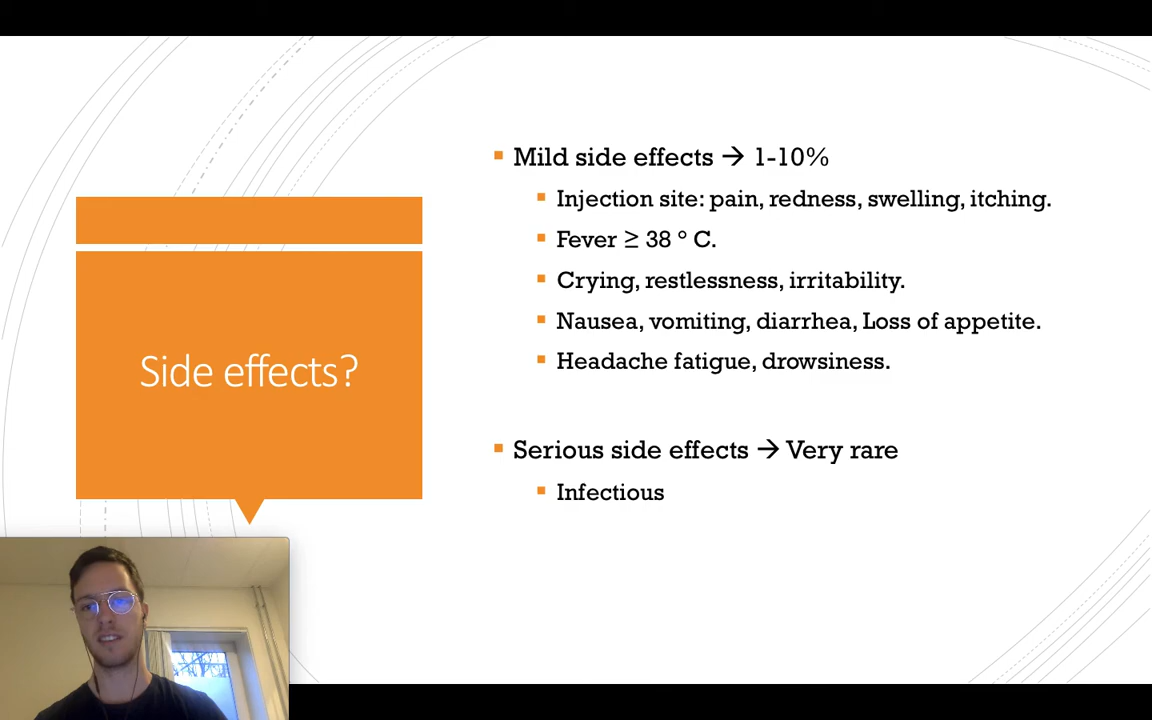 Side effects?
Mild side effects → 1-10%
Injection site: pain, redness, swelling, itching.
Fever ≥ 38 ° C.
Crying, restlessness, irritability.
Nausea, vomiting, diarrhea, Loss of appetite.
Headache fatigue, drowsiness.
Serious side effects → Very rare
Infectious